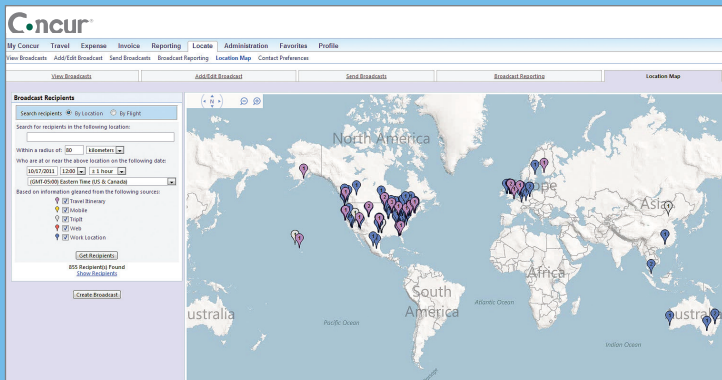 Concur
My Concur Travel Expense Invoice Reporting Locate Administration Favorites Profile
View Broadcasts Add/Edit Broadcast Send Broadcasts Broadcast Reporting Location Map Contact Preferences
View Broadcasts Add/Edit Broadcast Send Broadcasts Broadcast Reporting Location Map
Broadcast Recipients
Search recipients By Location By Flight
Search for recipients in the following location:
Within a radius of: 80 kilometers
Who are at or near the above location on the following date:
10/17/2011 12:00 ± 1 hour
(GMT-05:00) Eastern Time (US & Canada)
Based on information gleaned from the following sources:
Travel Itinerary
Mobile
TripIt
Web
Work Location
Get Recipients
855 Recipient(s) Found
Show Recipients
Create Broadcast
N
North America
Europe
Asia
Africa
South
America
Atlantic Ocean
Pacific Ocean
Indian Ocean
ustralia
Austra